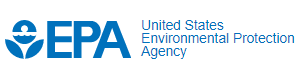 EPA
United States
Environmental Protection
Agency